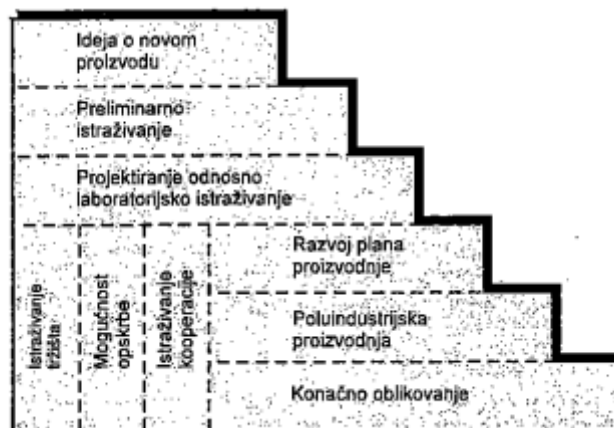 Ideja o novom
proizvodu
Preliminarno
istraživanje
Projektiranje odnosno
laboratorijsko istraživanje
Istraživanje
tržišta
Mogućnost
opskrbe
Istraživanje
kooperacije
Razvoj plana
proizvodnje
Poluindustrijska
proizvodnja
Konačno oblikovanje